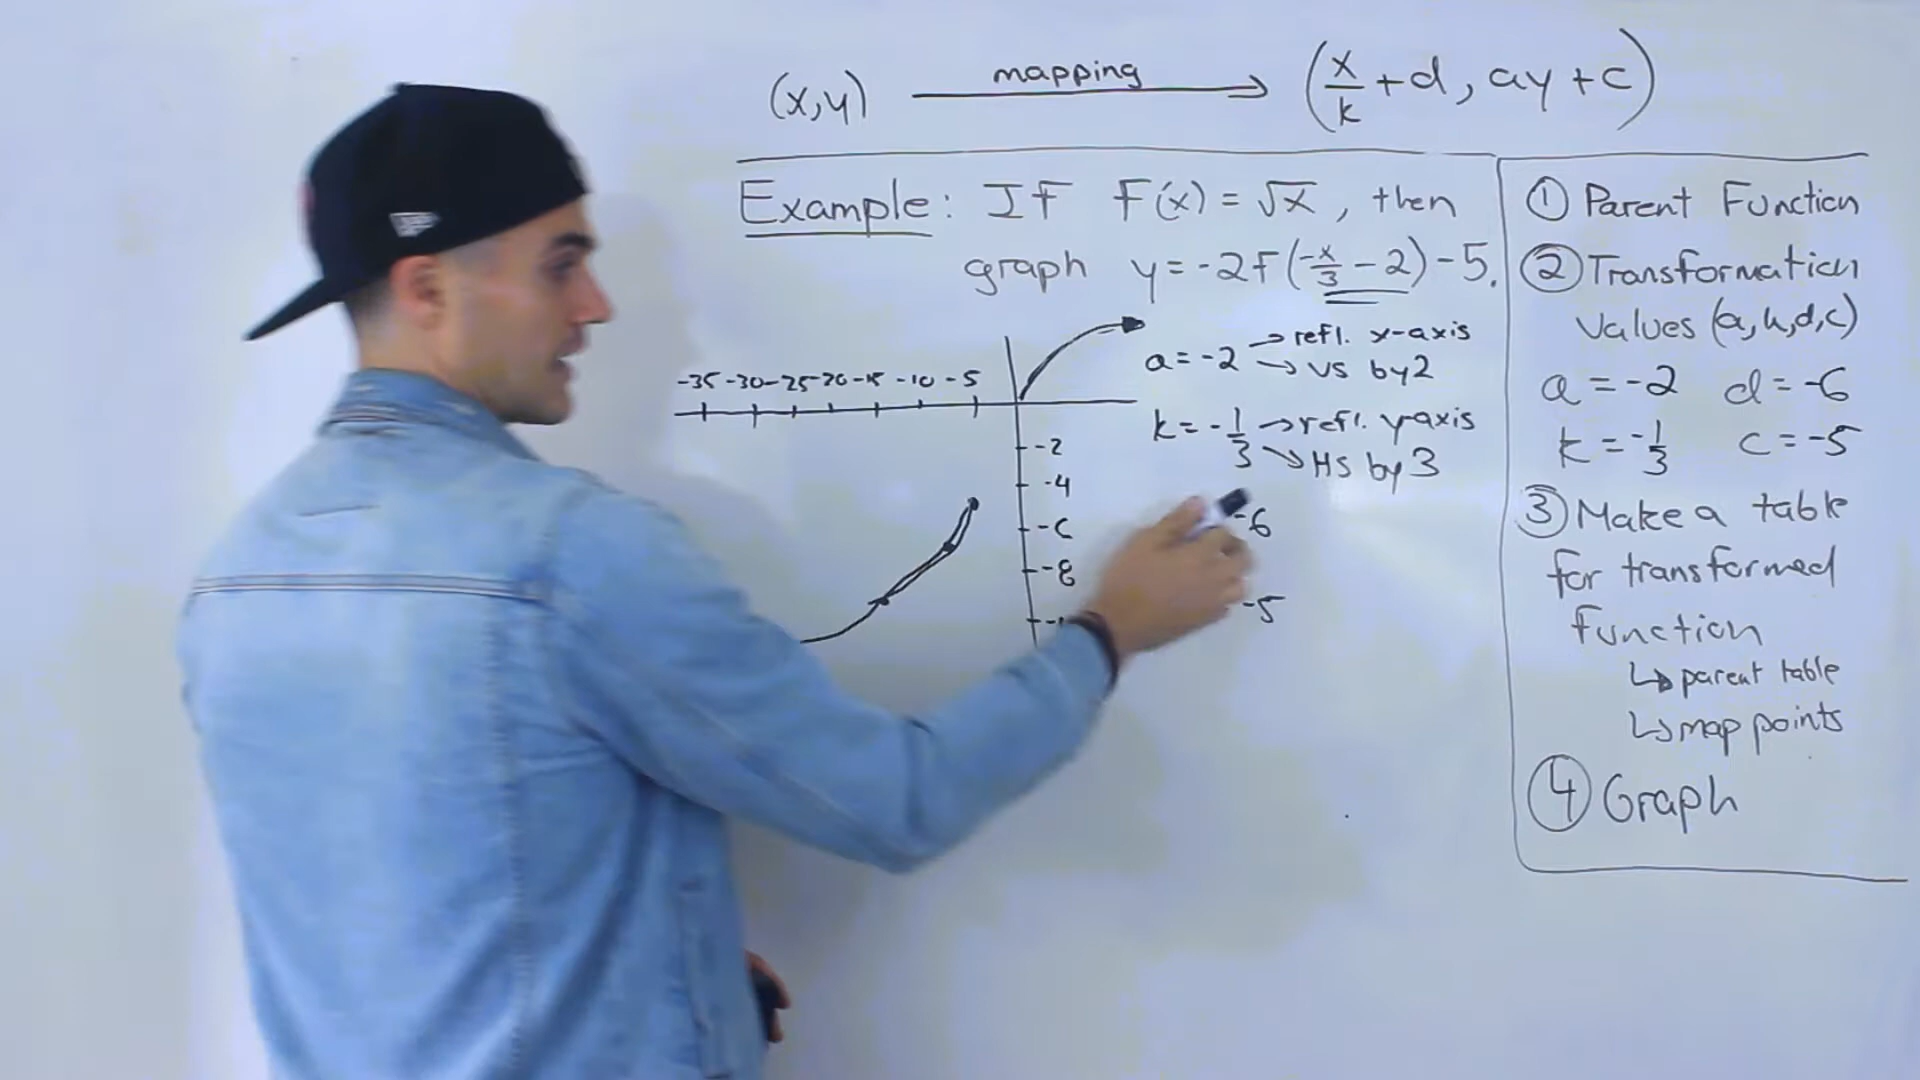 (x,y) mapping (x/k + d, ay + c)
Example: If f(x) = √x, then
graph y = -2f(-x/3 - 2) - 5.
-35 -30 -25 -20 -15 -10 -5
-2
-4
-6
-8
a = -2 → refl. x-axis
→ VS by 2
k = -1/3 → refl. y-axis
→ HS by 3
-6
-5
① Parent Function
② Transformation
Values (a, k, d, c)
a = -2 d = -6
k = -1/3 c = -5
③ Make a table
for transformed
function
↳ parent table
↳ map points
④ Graph